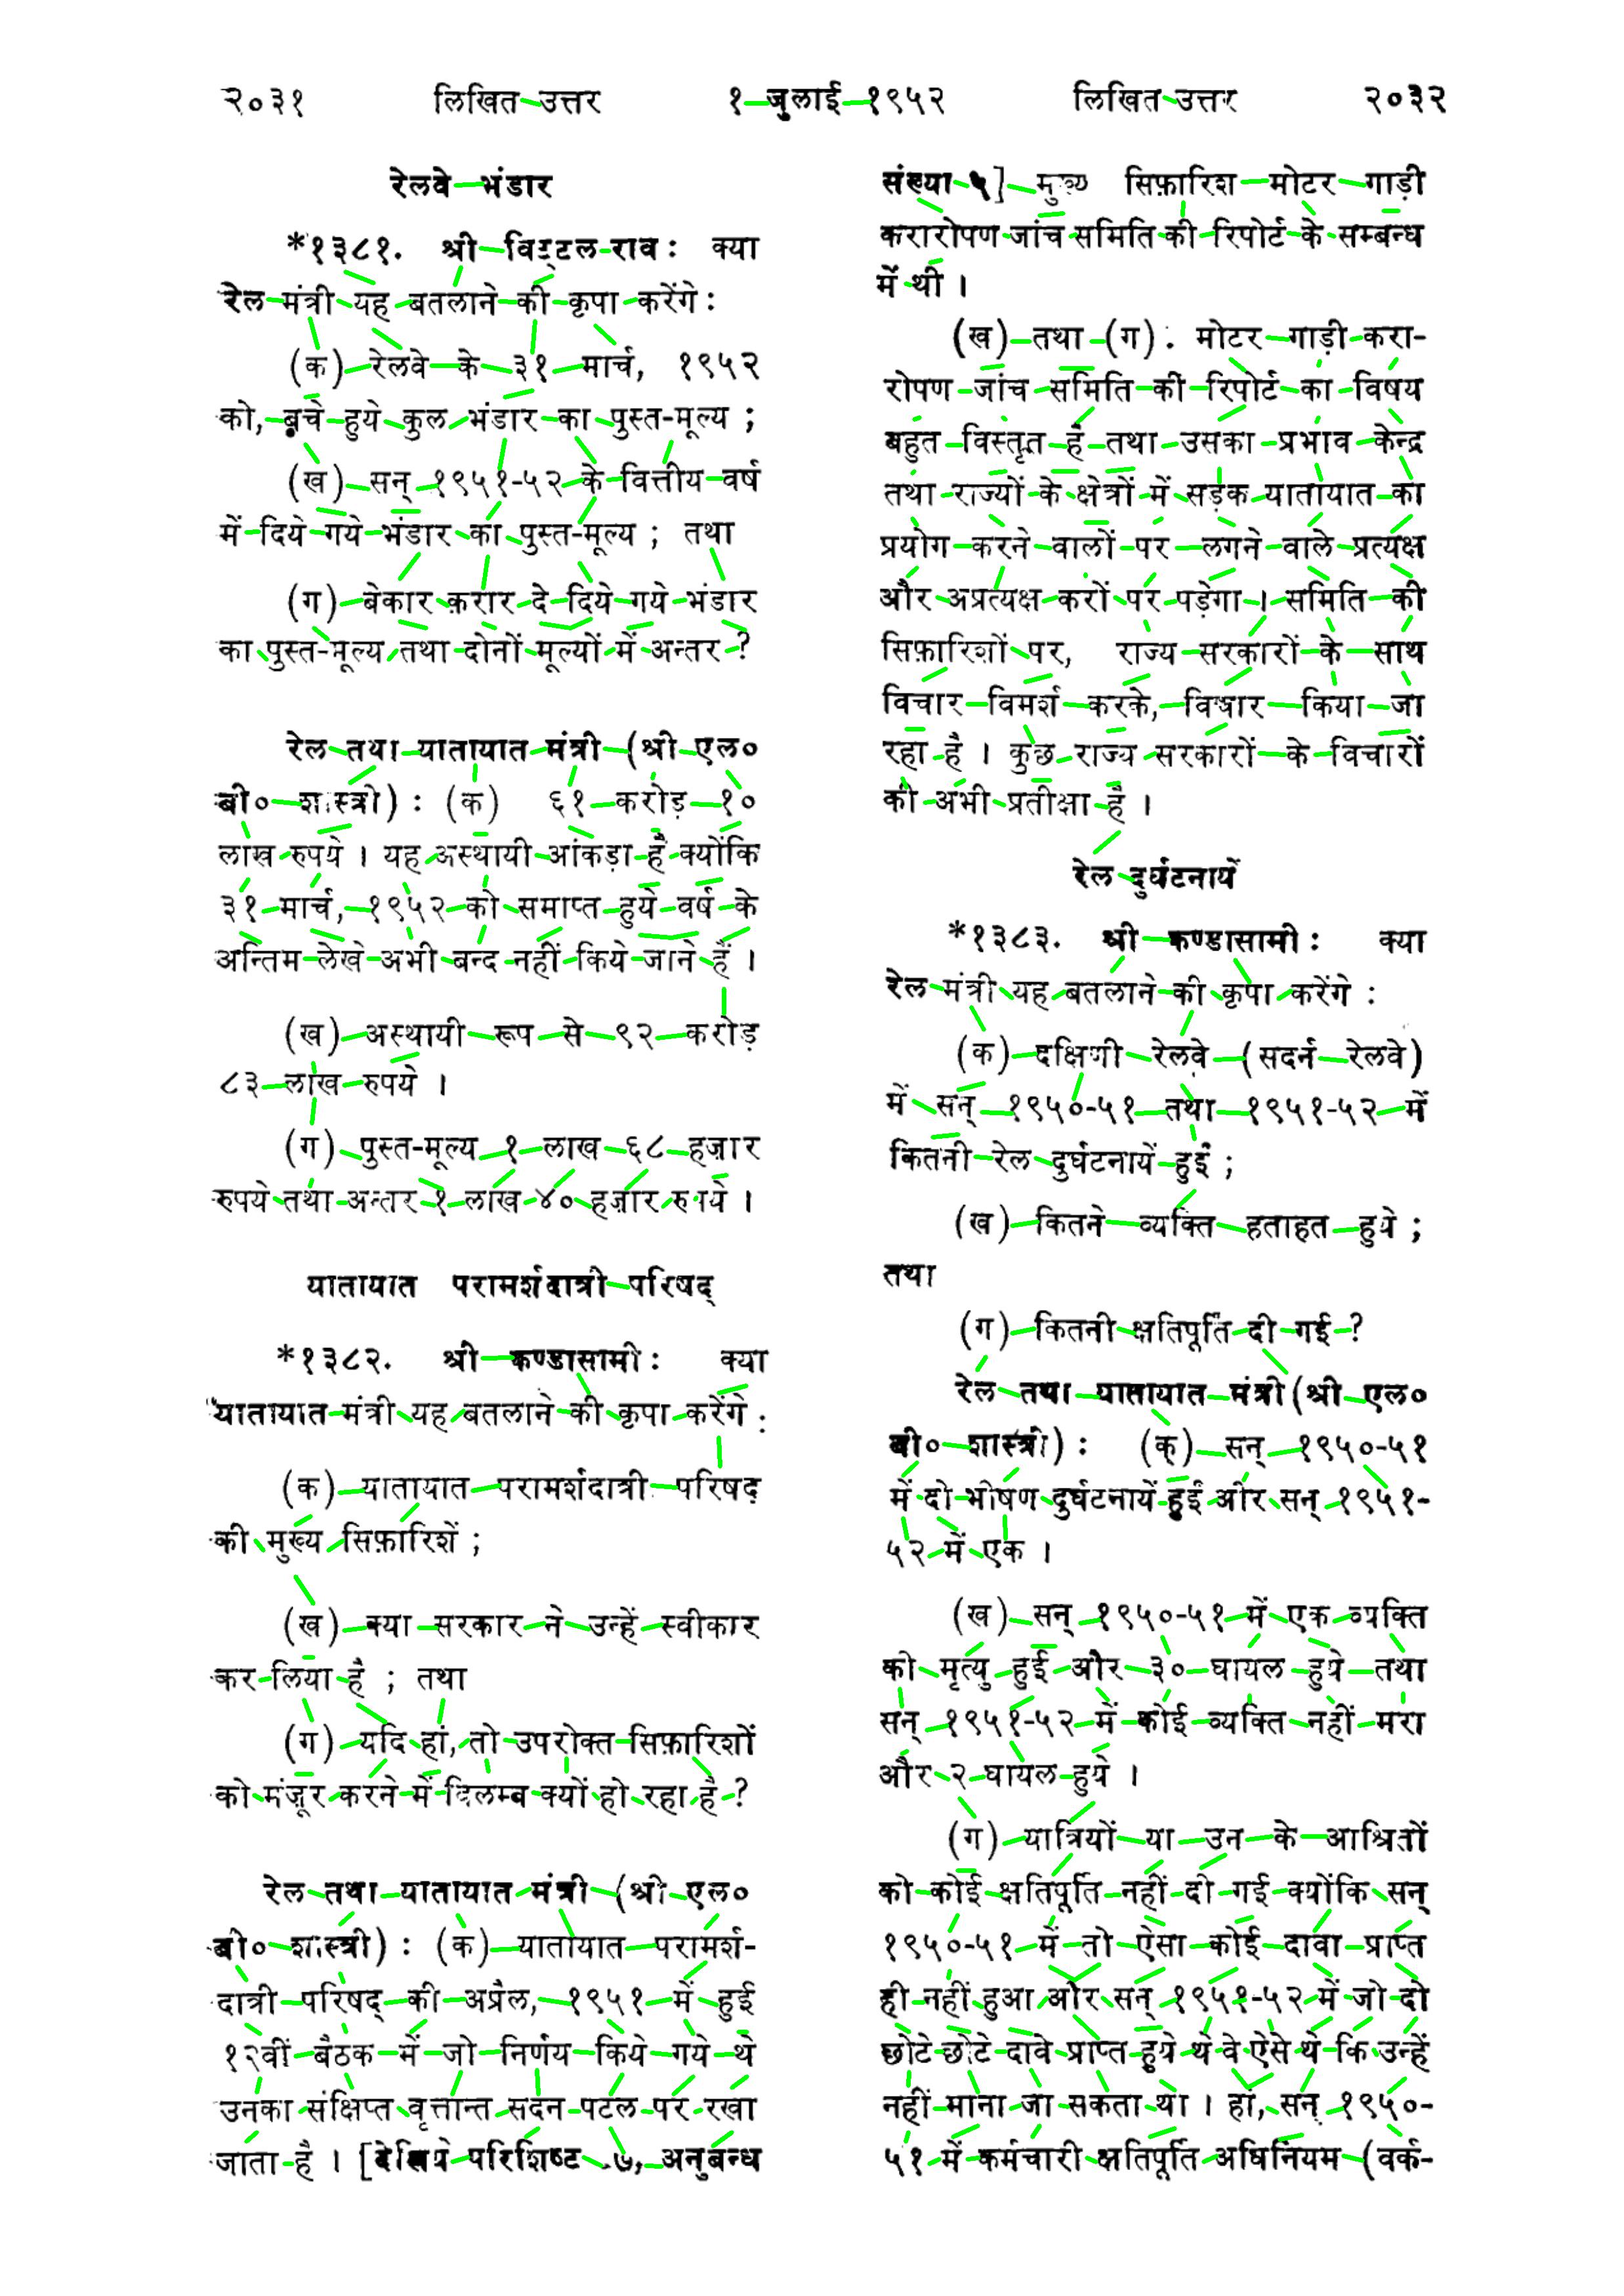 २०३१ लिखित उत्तर १ जुलाई १९५२ लिखित उत्तर २०३२
रेलवे भंडार
*१३८१. श्री विट्टल राव : क्या
रेल मंत्री यह बतलाने की कृपा करेंगे :
(क) रेलवे के ३१ मार्च, १९५२
को, बचे हुये कुल भंडार का पुस्त-मूल्य ;
(ख) सन् १९५१-५२ के वित्तीय वर्ष
में दिये गये भंडार का पुस्त-मूल्य ; तथा
(ग) बेकार क़रार दे दिये गये भंडार
का पुस्त-मूल्य तथा दोनों मूल्यों में अन्तर ?
रेल तथा यातायात मंत्री (श्री एल०
बी० शास्त्री) : (क) ६१ करोड़ १०
लाख रुपये । यह अस्थायी आंकड़ा है क्योंकि
३१ मार्च, १९५२ को समाप्त हुये वर्ष के
अन्तिम लेखे अभी बन्द नहीं किये जाने हैं ।
(ख) अस्थायी रूप से ९२ करोड़
८३ लाख रुपये ।
(ग) पुस्त-मूल्य १ लाख ६८ हज़ार
रुपये तथा अन्तर १ लाख ४० हज़ार रुपये ।
यातायात परामर्शदात्री परिषद्
*१३८२. श्री कण्डासामी : क्या
यातायात मंत्री यह बतलाने की कृपा करेंगे :
(क) यातायात परामर्शदात्री परिषद्
की मुख्य सिफ़ारिशें ;
(ख) क्या सरकार ने उन्हें स्वीकार
कर लिया है ; तथा
(ग) यदि हां, तो उपरोक्त सिफ़ारिशों
को मंजूर करने में विलम्ब क्यों हो रहा है ?
रेल तथा यातायात मंत्री (श्री एल०
बी० शास्त्री) : (क) यातायात परामर्श-
दात्री परिषद् की अप्रैल, १९५१ में हुई
१२वीं बैठक में जो निर्णय किये गये थे
उनका संक्षिप्त वृत्तान्त सदन पटल पर रखा
जाता है । [देखिये परिशिष्ट ७, अनुबन्ध
संख्या ५] मुख्य सिफ़ारिश मोटर गाड़ी
करारोपण जांच समिति की रिपोर्ट के सम्बन्ध
में थी ।
(ख) तथा (ग). मोटर गाड़ी करा-
रोपण जांच समिति की रिपोर्ट का विषय
बहुत विस्तृत है तथा उसका प्रभाव केन्द्र
तथा राज्यों के क्षेत्रों में सड़क यातायात का
प्रयोग करने वालों पर लगने वाले प्रत्यक्ष
और अप्रत्यक्ष करों पर पड़ेगा । समिति की
सिफ़ारिशों पर, राज्य सरकारों के साथ
विचार विमर्श करके, विचार किया जा
रहा है । कुछ राज्य सरकारों के विचारों
की अभी प्रतीक्षा है ।
रेल दुर्घटनायें
*१३८३. श्री कण्डासामी : क्या
रेल मंत्री यह बतलाने की कृपा करेंगे :
(क) दक्षिणी रेलवे (सदर्न रेलवे)
में सन् १९५०-५१ तथा १९५१-५२ में
कितनी रेल दुर्घटनायें हुई ;
(ख) कितने व्यक्ति हताहत हुये ;
तथा
(ग) कितनी क्षतिपूर्ति दी गई ?
रेल तथा यातायात मंत्री (श्री एल०
बी० शास्त्री) : (क) सन् १९५०-५१
में दो भीषण दुर्घटनायें हुई और सन् १९५१-
५२ में एक ।
(ख) सन् १९५०-५१ में एक व्यक्ति
को मृत्यु हुई और ३० घायल हुये तथा
सन् १९५१-५२ में कोई व्यक्ति नहीं मरा
और २ घायल हुये ।
(ग) यात्रियों या उन के आश्रितों
को कोई क्षतिपूर्ति नहीं दी गई क्योंकि सन्
१९५०-५१ में तो ऐसा कोई दावा प्राप्त
ही नहीं हुआ और सन् १९५१-५२ में जो दो
छोटे छोटे दावे प्राप्त हुये थे वे ऐसे थे कि उन्हें
नहीं माना जा सकता था । हां, सन् १९५०-
५१ में कर्मचारी क्षतिपूर्ति अधिनियम (वर्क-